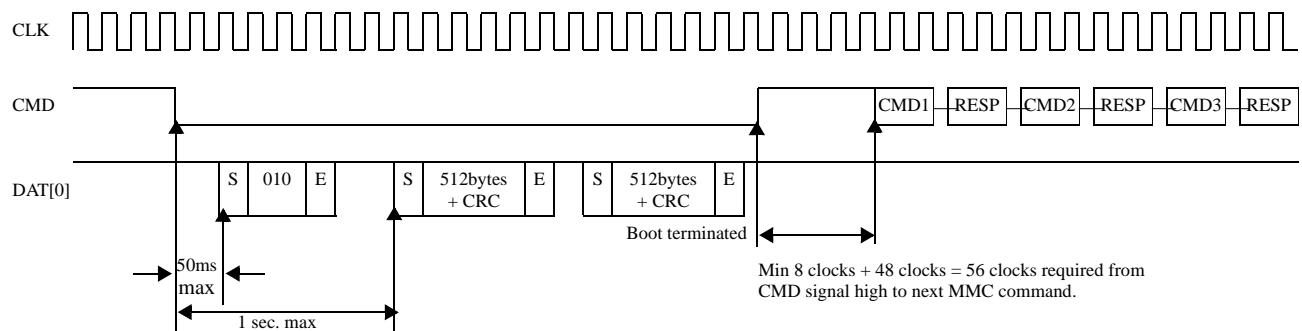 CLK
CMD
CMD1 RESP CMD2 RESP CMD3 RESP
DAT[0]
S 010 E S 512bytes + CRC E S 512bytes + CRC E
Boot terminated
50ms
max
Min 8 clocks + 48 clocks = 56 clocks required from
CMD signal high to next MMC command.
1 sec. max